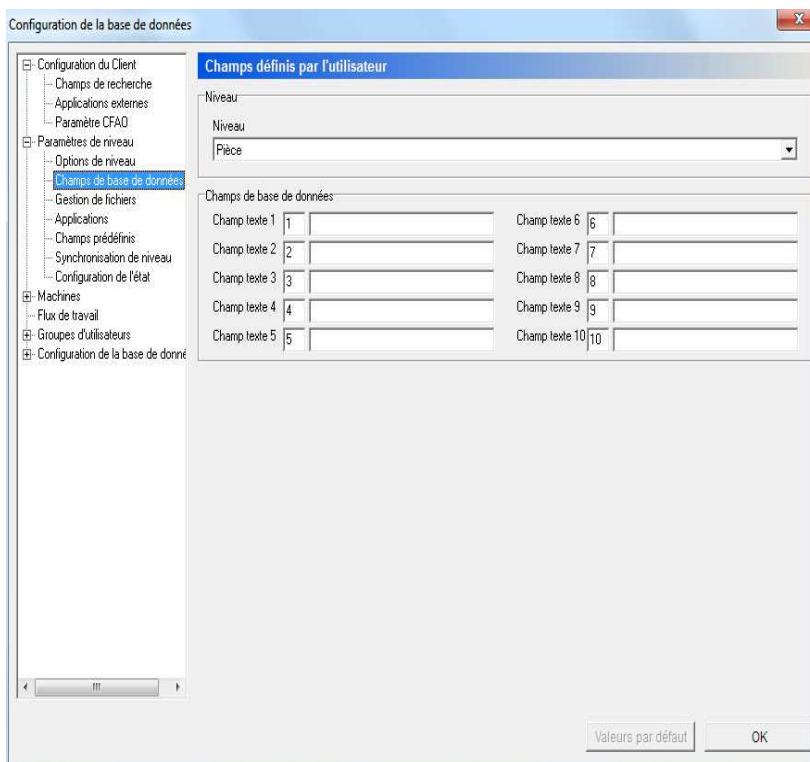 Configuration de la base de données
X
Configuration du Client
Champs de recherche
Applications externes
Paramètre CFAO
Paramètres de niveau
Options de niveau
Champs de base de données
Gestion de fichiers
Applications
Champs prédéfinis
Synchronisation de niveau
Configuration de l'état
Machines
Flux de travail
Groupes d'utilisateurs
Configuration de la base de donné
Champs définis par l'utilisateur
Niveau
Niveau
Pièce
Champs de base de données
Champ texte 1 1
Champ texte 2 2
Champ texte 3 3
Champ texte 4 4
Champ texte 5 5
Champ texte 6 6
Champ texte 7 7
Champ texte 8 8
Champ texte 9 9
Champ texte 10 10
Valeurs par défaut
OK